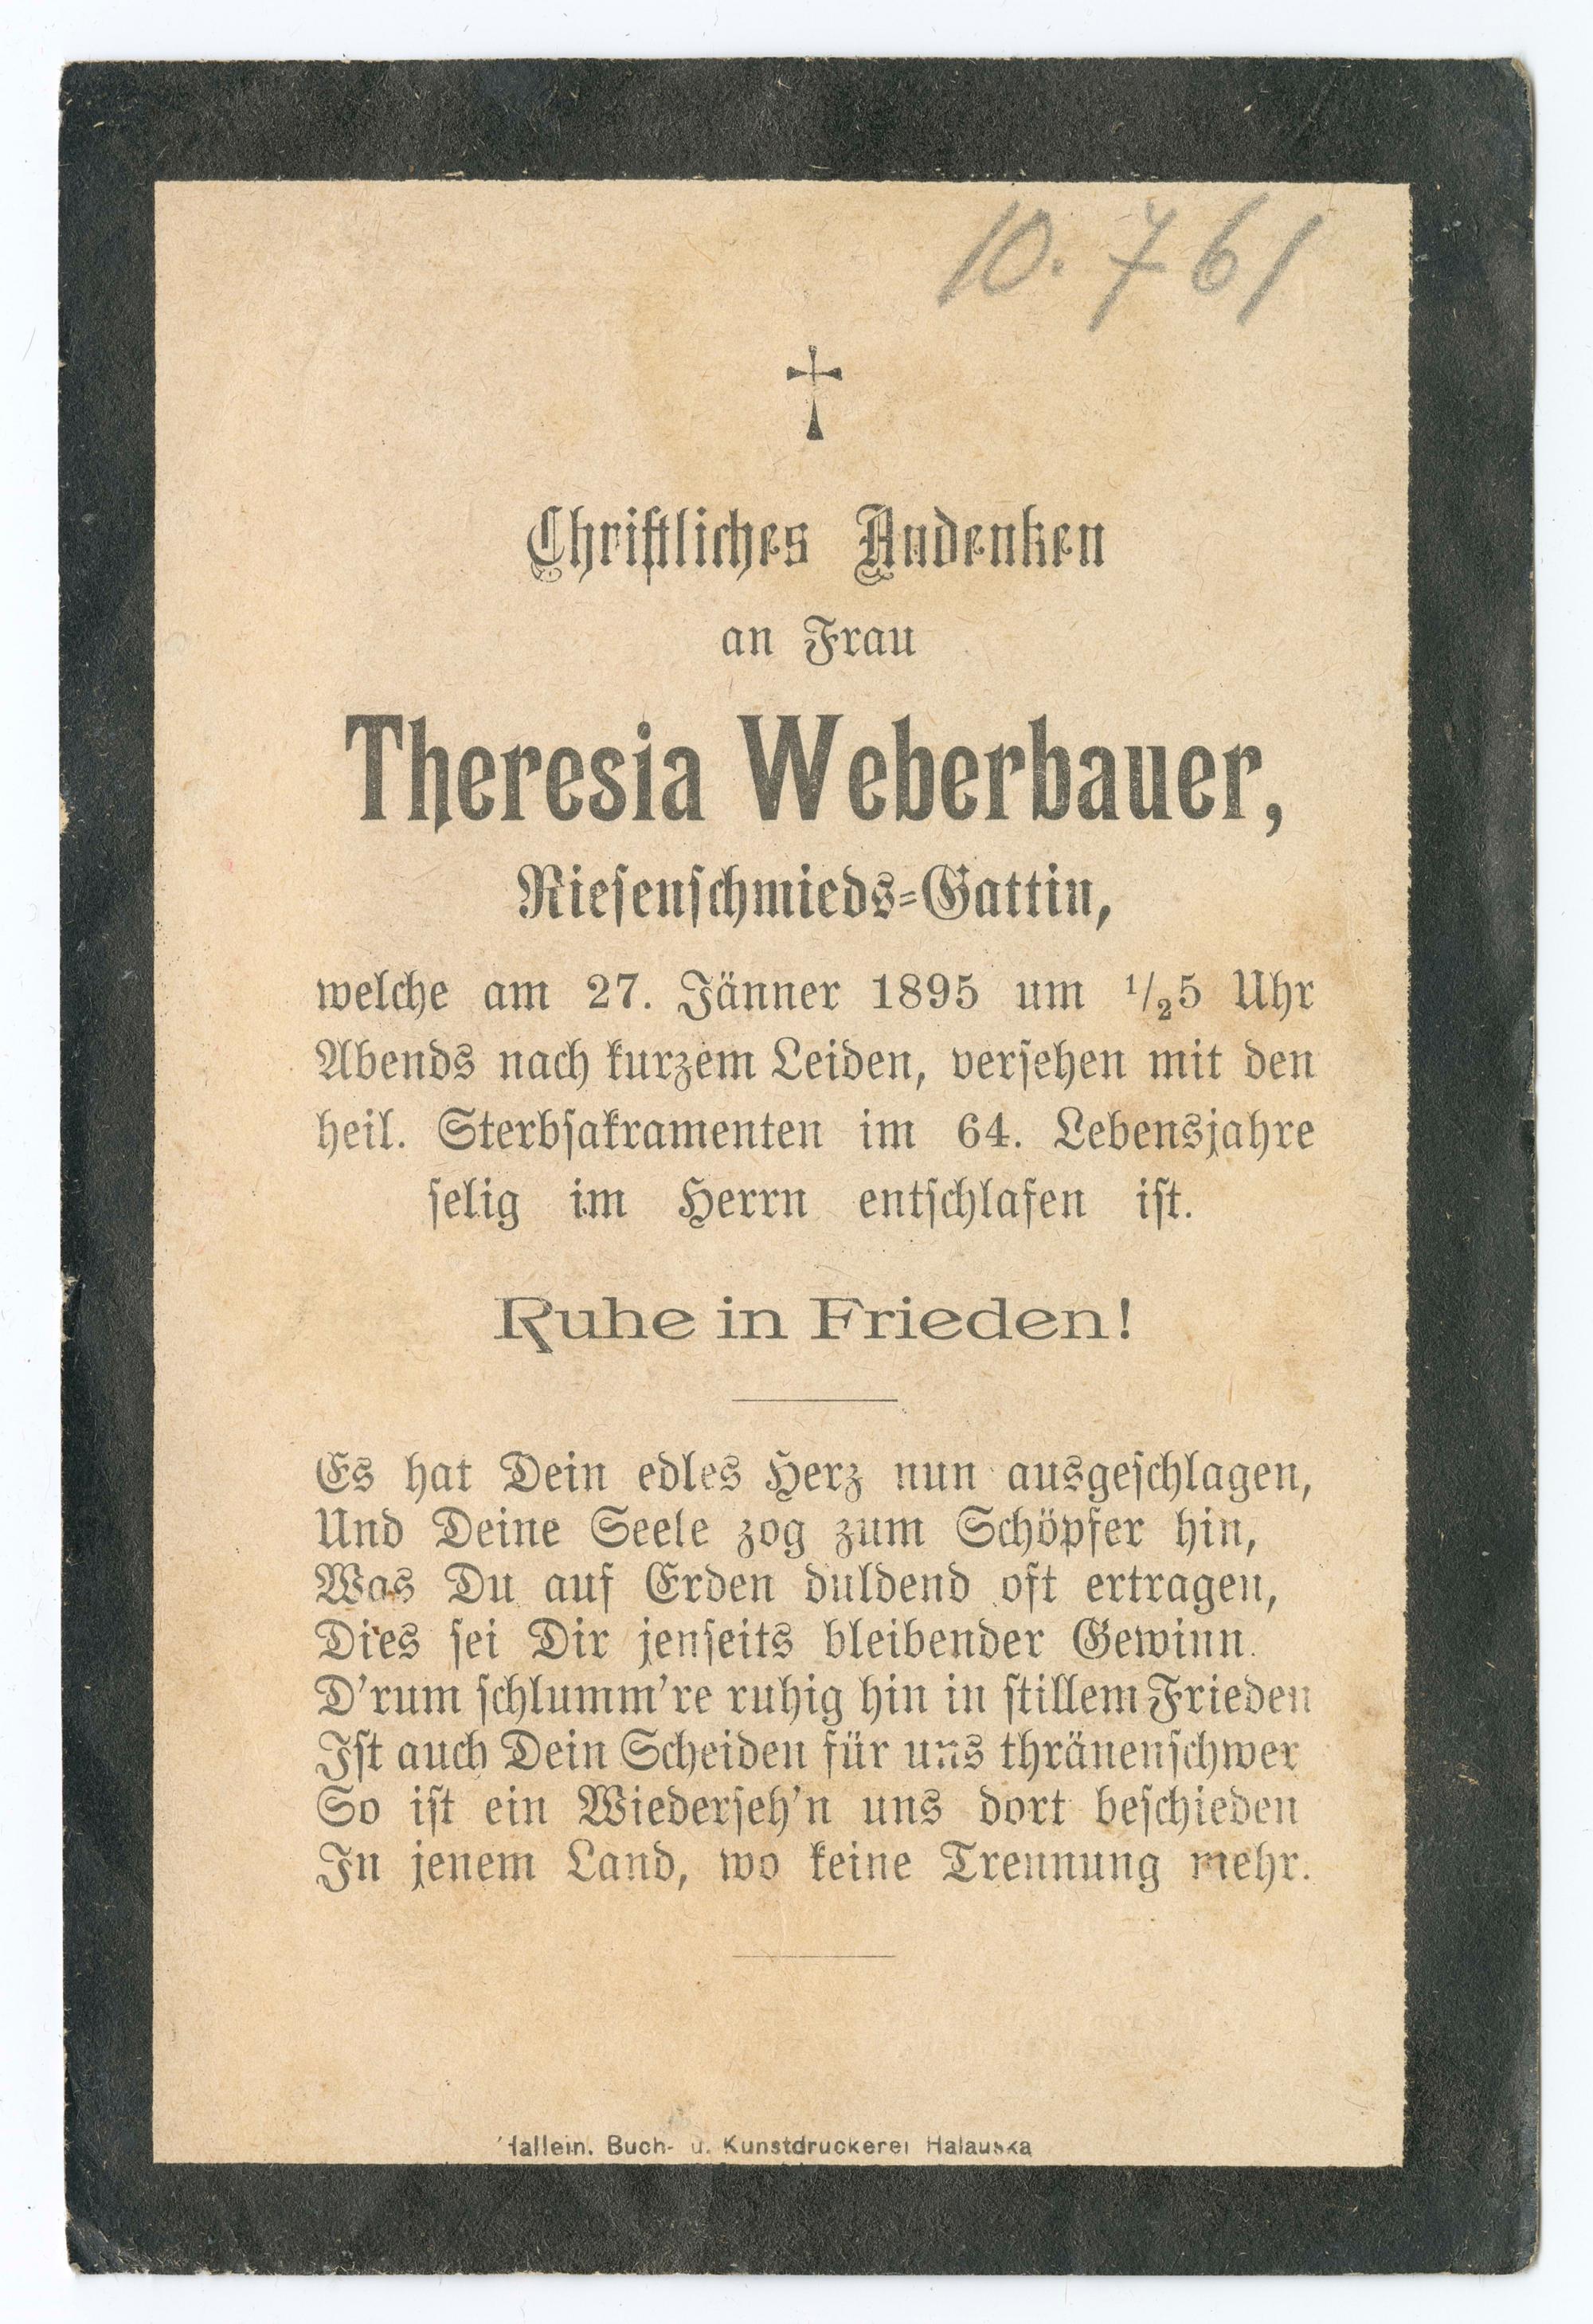 10.761
Christliches Andenken
an Frau
Theresia Weberbauer,
Riesenschmieds-Gattin,
welche am 27. Jänner 1895 um 1/25 Uhr
Abends nach kurzem Leiden, versehen mit den
heil. Sterbsakramenten im 64. Lebensjahre
selig im Herrn entschlafen ist.
Ruhe in Frieden!
Es hat Dein edles Herz nun ausgeschlagen,
Und Deine Seele zog zum Schöpfer hin,
Was Du auf Erden duldend oft ertragen,
Dies sei Dir jenseits bleibender Gewinn.
D'rum schlumm're ruhig hin in stillem Frieden
Ist auch Dein Scheiden für uns thränenschwer
So ist ein Wiederseh'n uns dort beschieden
In jenem Land, wo keine Trennung mehr.
Hallein. Buch- u. Kunstdruckerei Halauska